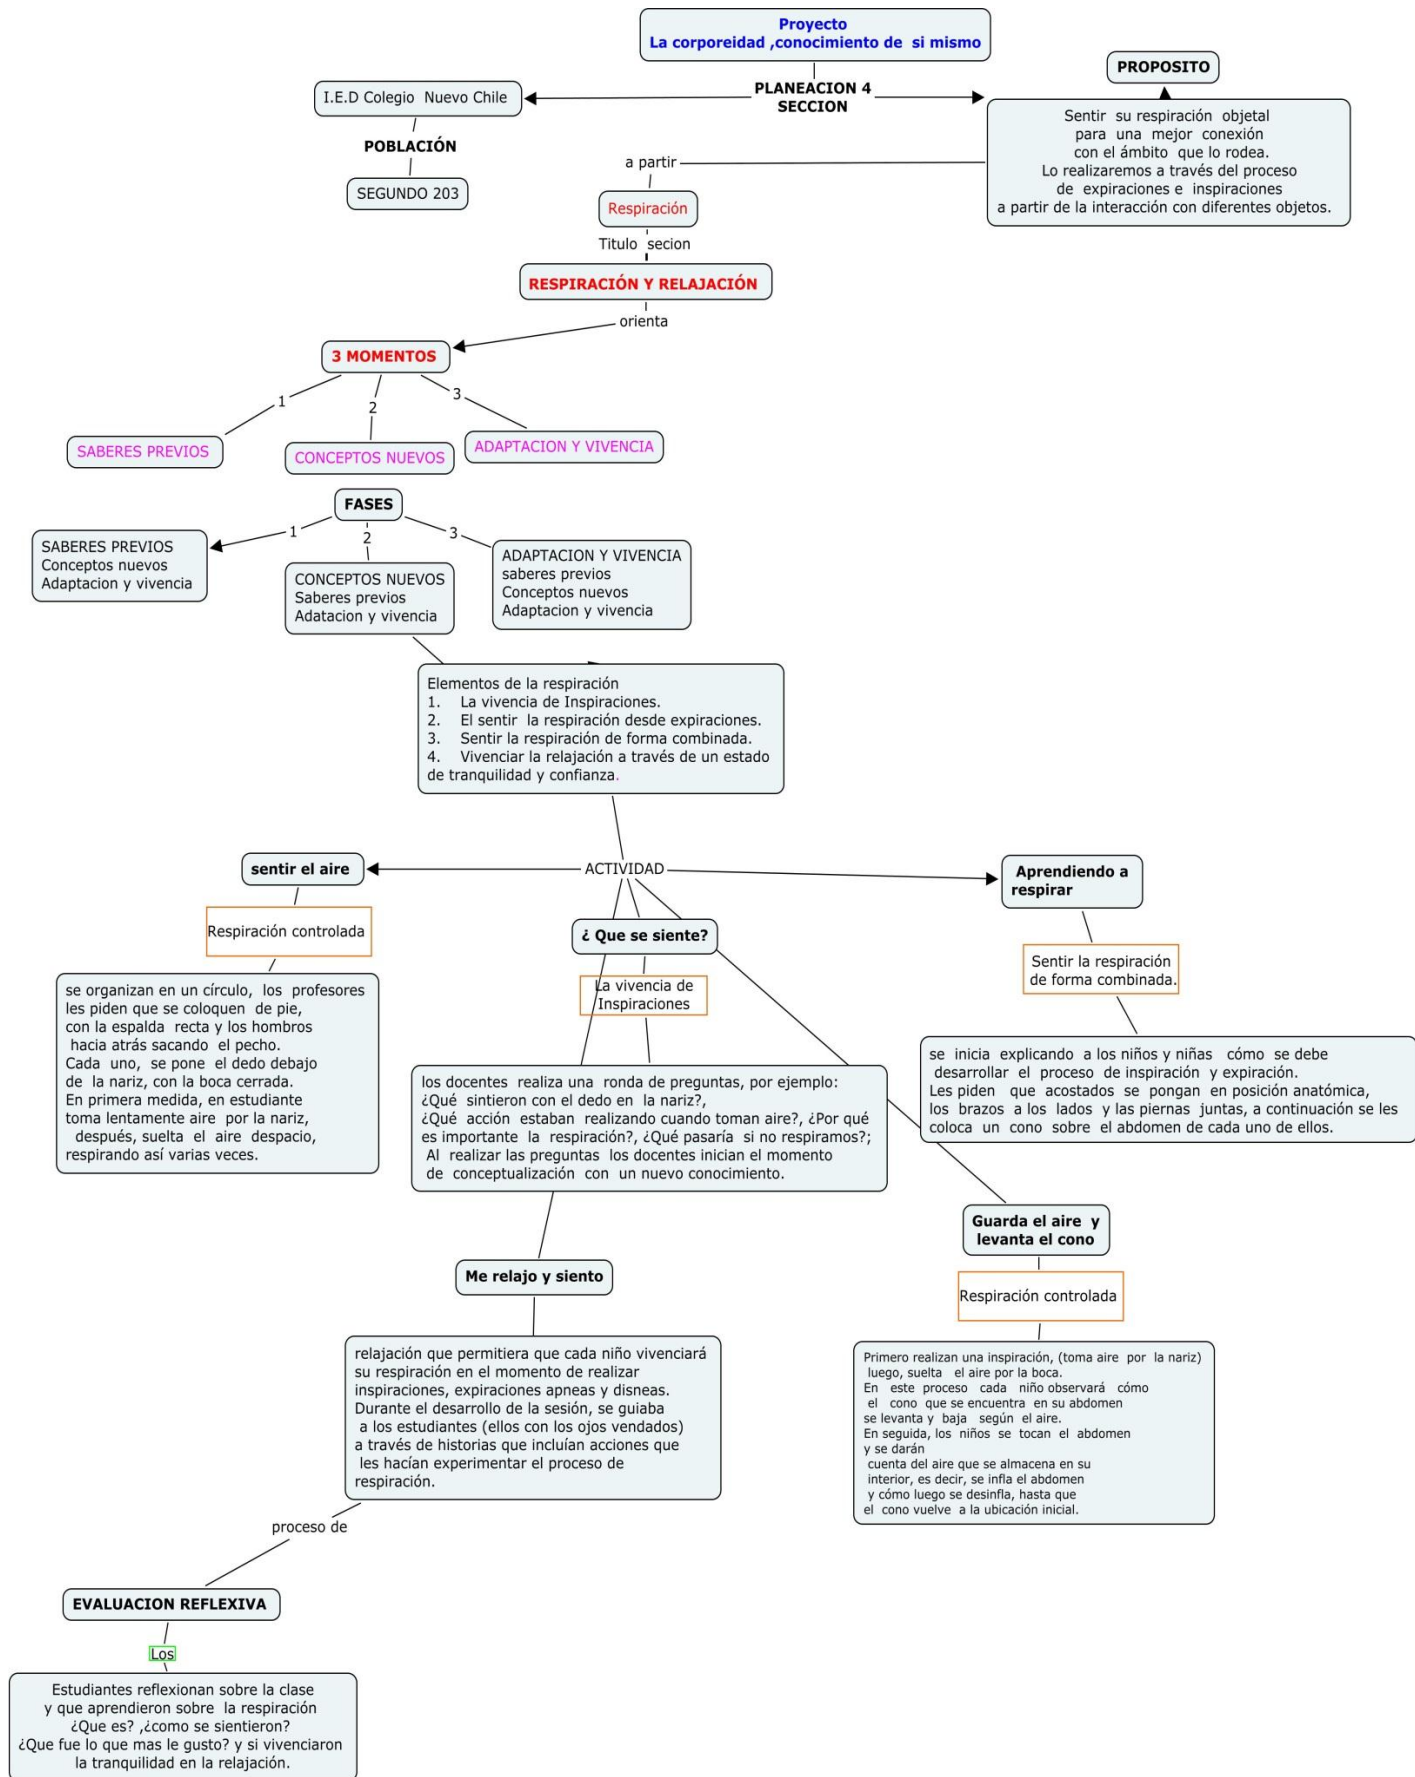 Proyecto
La corporeidad ,conocimiento de si mismo
PLANEACION 4
SECCION
I.E.D Colegio Nuevo Chile
POBLACIÓN
SEGUNDO 203
PROPOSITO
Sentir su respiración objetal
para una mejor conexión
con el ámbito que lo rodea.
Lo realizaremos a través del proceso
de expiraciones e inspiraciones
a partir de la interacción con diferentes objetos.
a partir
Respiración
Titulo secion
RESPIRACIÓN Y RELAJACIÓN
orienta
3 MOMENTOS
1
2
3
SABERES PREVIOS
CONCEPTOS NUEVOS
ADAPTACION Y VIVENCIA
FASES
1
2
3
SABERES PREVIOS
Conceptos nuevos
Adaptacion y vivencia
CONCEPTOS NUEVOS
Saberes previos
Adatacion y vivencia
ADAPTACION Y VIVENCIA
saberes previos
Conceptos nuevos
Adaptacion y vivencia
Elementos de la respiración
1. La vivencia de Inspiraciones.
2. El sentir la respiración desde expiraciones.
3. Sentir la respiración de forma combinada.
4. Vivenciar la relajación a través de un estado
de tranquilidad y confianza.
ACTIVIDAD
sentir el aire
Respiración controlada
se organizan en un círculo, los profesores
les piden que se coloquen de pie,
con la espalda recta y los hombros
hacia atrás sacando el pecho.
Cada uno, se pone el dedo debajo
de la nariz, con la boca cerrada.
En primera medida, en estudiante
toma lentamente aire por la nariz,
después, suelta el aire despacio,
respirando así varias veces.
¿ Que se siente?
La vivencia de
Inspiraciones
los docentes realiza una ronda de preguntas, por ejemplo:
¿Qué sintieron con el dedo en la nariz?,
¿Qué acción estaban realizando cuando toman aire?, ¿Por qué
es importante la respiración?, ¿Qué pasaría si no respiramos?;
Al realizar las preguntas los docentes inician el momento
de conceptualización con un nuevo conocimiento.
Aprendiendo a
respirar
Sentir la respiración
de forma combinada.
se inicia explicando a los niños y niñas cómo se debe
desarrollar el proceso de inspiración y expiración.
Les piden que acostados se pongan en posición anatómica,
los brazos a los lados y las piernas juntas, a continuación se les
coloca un cono sobre el abdomen de cada uno de ellos.
Guarda el aire y
levanta el cono
Respiración controlada
Primero realizan una inspiración, (toma aire por la nariz)
luego, suelta el aire por la boca.
En este proceso cada niño observará cómo
el cono que se encuentra en su abdomen
se levanta y baja según el aire.
En seguida, los niños se tocan el abdomen
y se darán
cuenta del aire que se almacena en su
interior, es decir, se infla el abdomen
y cómo luego se desinfla, hasta que
el cono vuelve a la ubicación inicial.
Me relajo y siento
relajación que permitiera que cada niño vivenciará
su respiración en el momento de realizar
inspiraciones, expiraciones apneas y disneas.
Durante el desarrollo de la sesión, se guiaba
a los estudiantes (ellos con los ojos vendados)
a través de historias que incluían acciones que
les hacían experimentar el proceso de
respiración.
proceso de
EVALUACION REFLEXIVA
Los
Estudiantes reflexionan sobre la clase
y que aprendieron sobre la respiración
¿Que es? ,¿como se sientieron?
¿Que fue lo que mas le gusto? y si vivenciaron
la tranquilidad en la relajación.